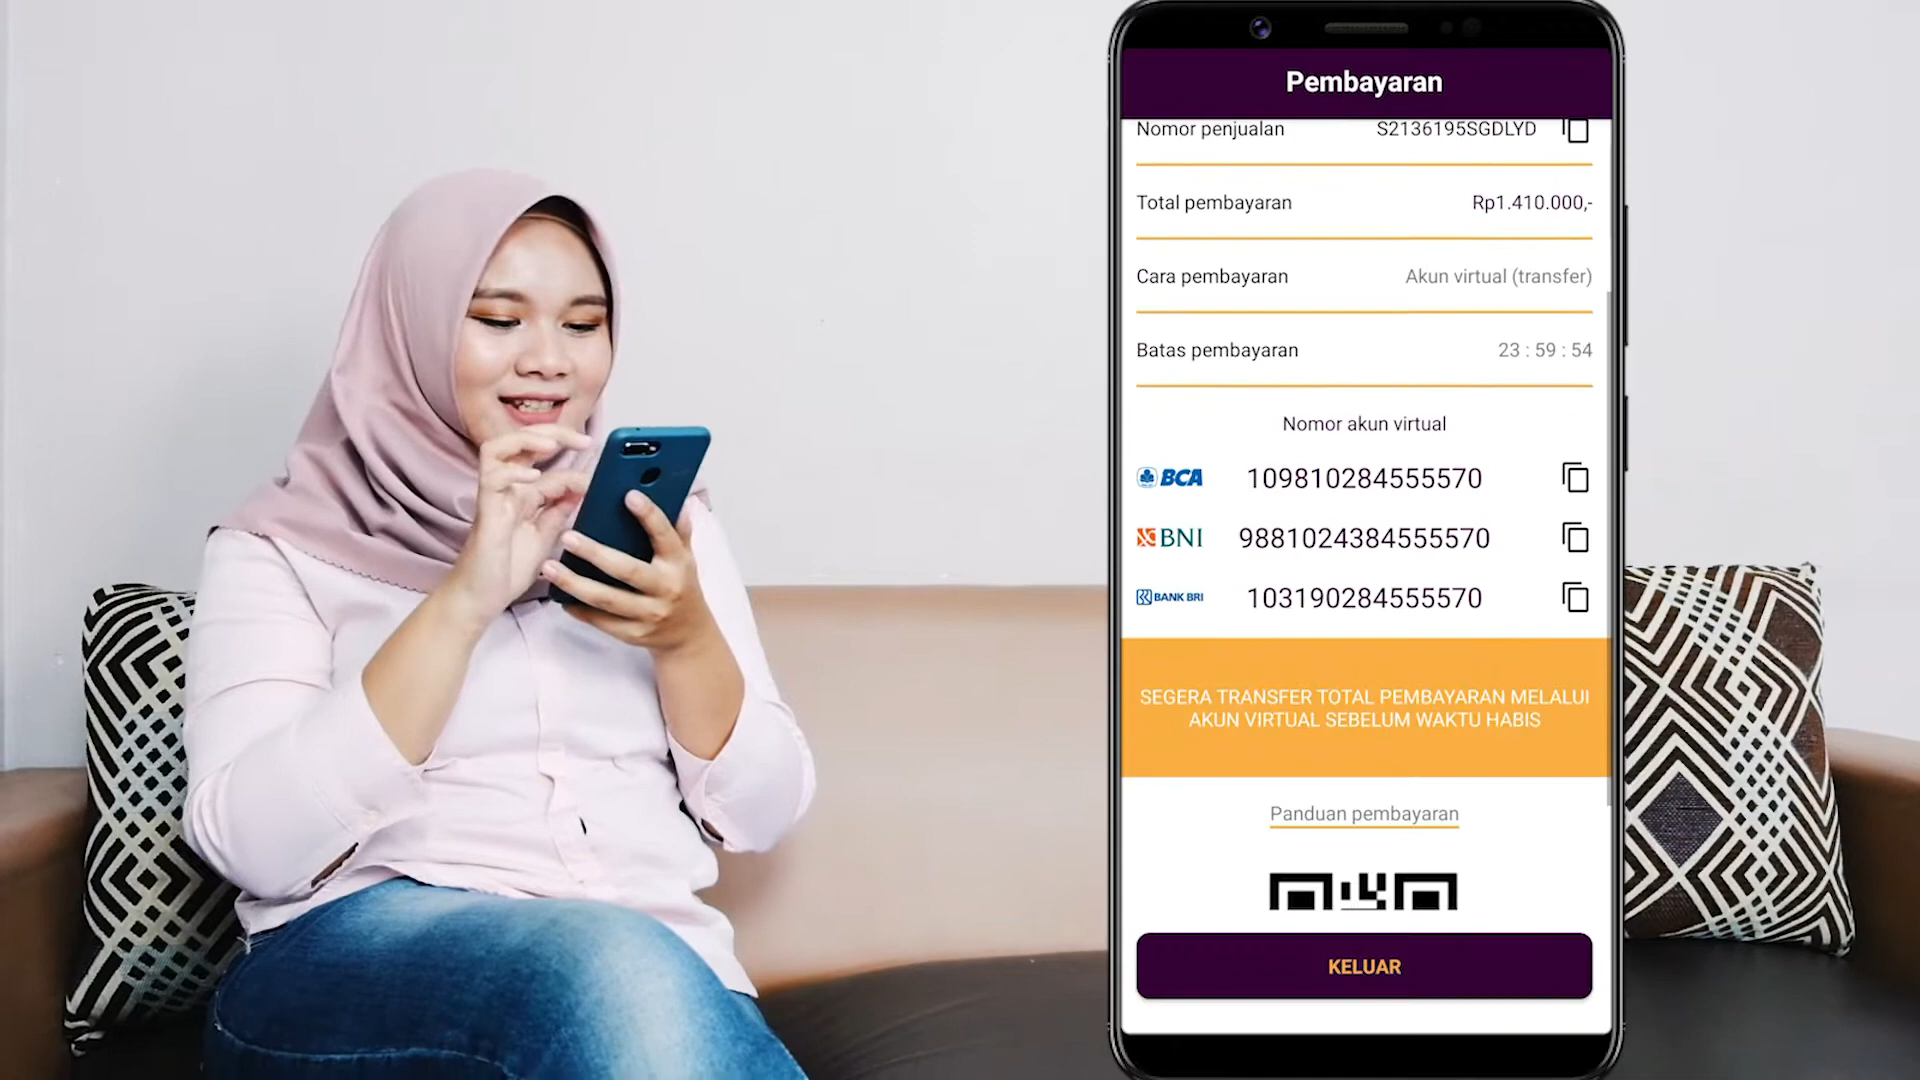 Pembayaran
Nomor penjualan S2136195SGDLYD
Total pembayaran Rp1.410.000,-
Cara pembayaran Akun virtual (transfer)
Batas pembayaran 23 : 59 : 54
Nomor akun virtual
BCA 109810284555570
BNI 9881024384555570
BANK BRI 103190284555570
SEGERA TRANSFER TOTAL PEMBAYARAN MELALUI
AKUN VIRTUAL SEBELUM WAKTU HABIS
Panduan pembayaran
KELUAR